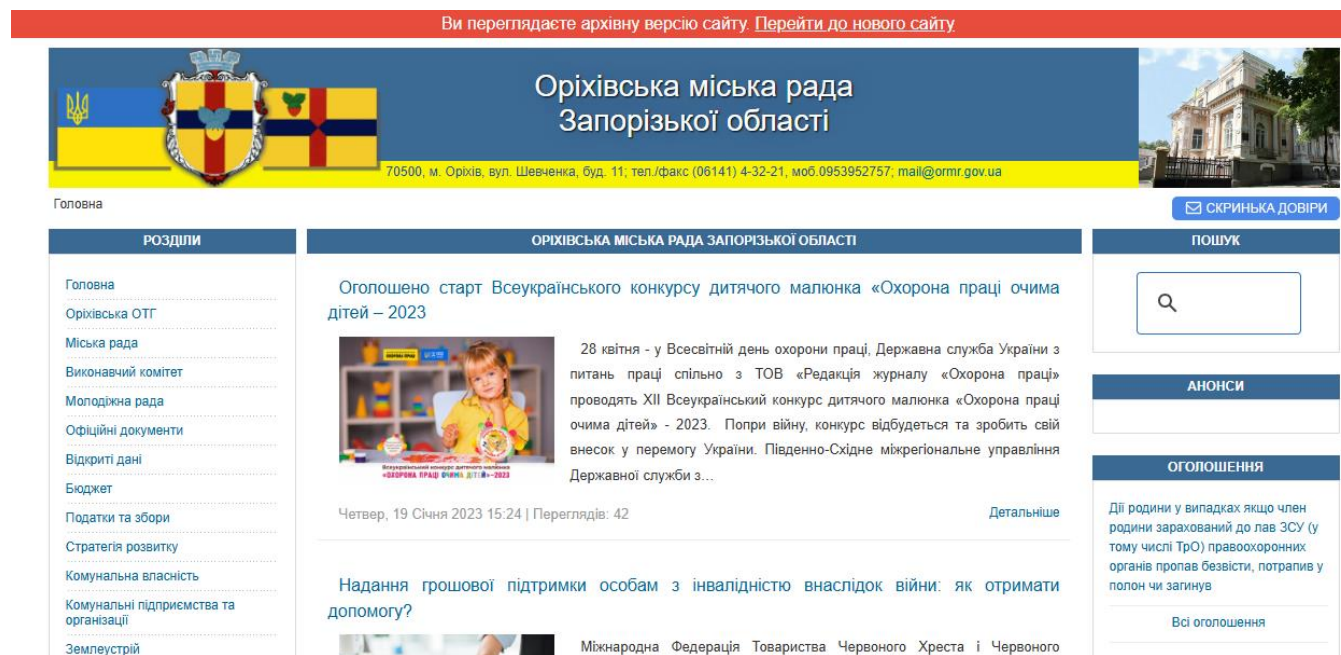 Ви переглядаєте архівну версію сайту. Перейти до нового сайту
Оріхівська міська рада
Запорізької області
70500, м. Оріхів, вул. Шевченка, буд. 11; тел./факс (06141) 4-32-21, моб.0953952757; mail@ormr.gov.ua
Головна
СКРИНЬКА ДОВІРИ
РОЗДІЛИ
Головна
Оріхівська ОТГ
Міська рада
Виконавчий комітет
Молодіжна рада
Офіційні документи
Відкриті дані
Бюджет
Податки та збори
Стратегія розвитку
Комунальна власність
Комунальні підприємства та
організації
Землеустрій
ОРІХІВСЬКА МІСЬКА РАДА ЗАПОРІЗЬКОЇ ОБЛАСТІ
Оголошено старт Всеукраїнського конкурсу дитячого малюнка «Охорона праці очима
дітей – 2023
Всеукраїнський конкурс дитячого малюнка
«ОХОРОНА ПРАЦІ ОЧИМА ДІТЕЙ»-2023
28 квітня - у Всесвітній день охорони праці, Державна служба України з
питань праці спільно з ТОВ «Редакція журналу «Охорона праці»
проводять XII Всеукраїнський конкурс дитячого малюнка «Охорона праці
очима дітей» - 2023. Попри війну, конкурс відбудеться та зробить свій
внесок у перемогу України. Південно-Східне міжрегіональне управління
Державної служби з...
Четвер, 19 Січня 2023 15:24 | Переглядів: 42
Детальніше
Надання грошової підтримки особам з інвалідністю внаслідок війни: як отримати
допомогу?
Міжнародна Федерація Товариства Червоного Хреста і Червоного
ПОШУК
АНОНСИ
ОГОЛОШЕННЯ
Дії родини у випадках якщо член
родини зарахований до лав ЗСУ (у
тому числі ТрО) правоохоронних
органів пропав безвісти, потрапив у
полон чи загинув
Всі оголошення